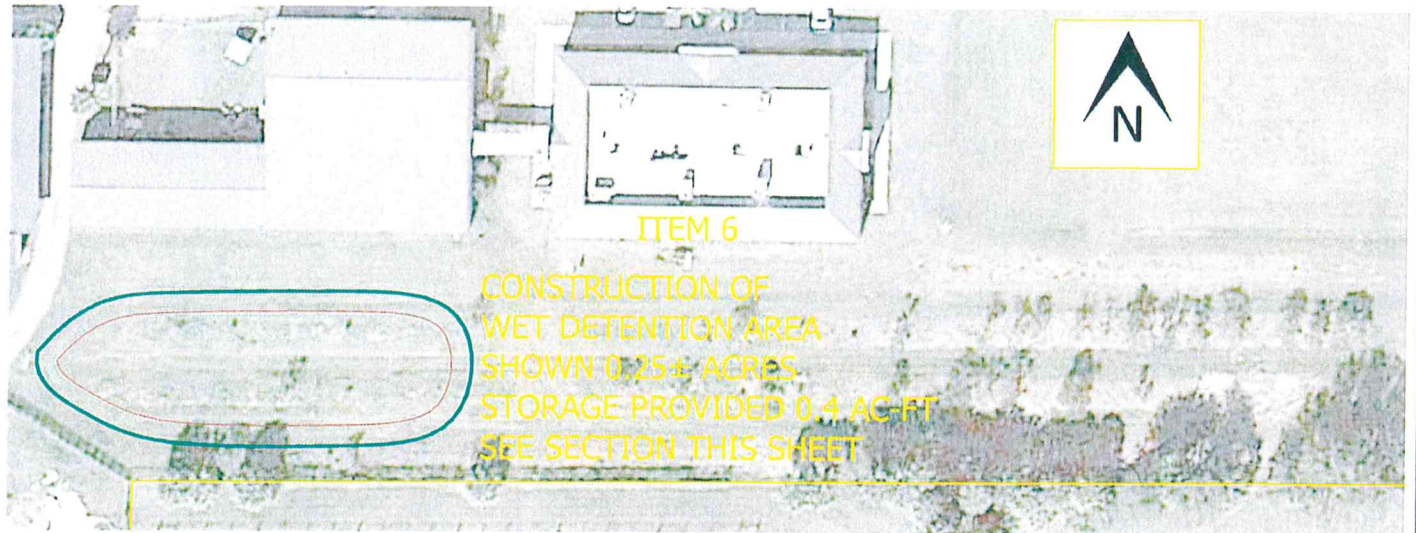 N
ITEM 6
CONSTRUCTION OF
WET DETENTION AREA
SHOWN 0.25± ACRES
STORAGE PROVIDED 0.4 AC-FT
SEE SECTION THIS SHEET